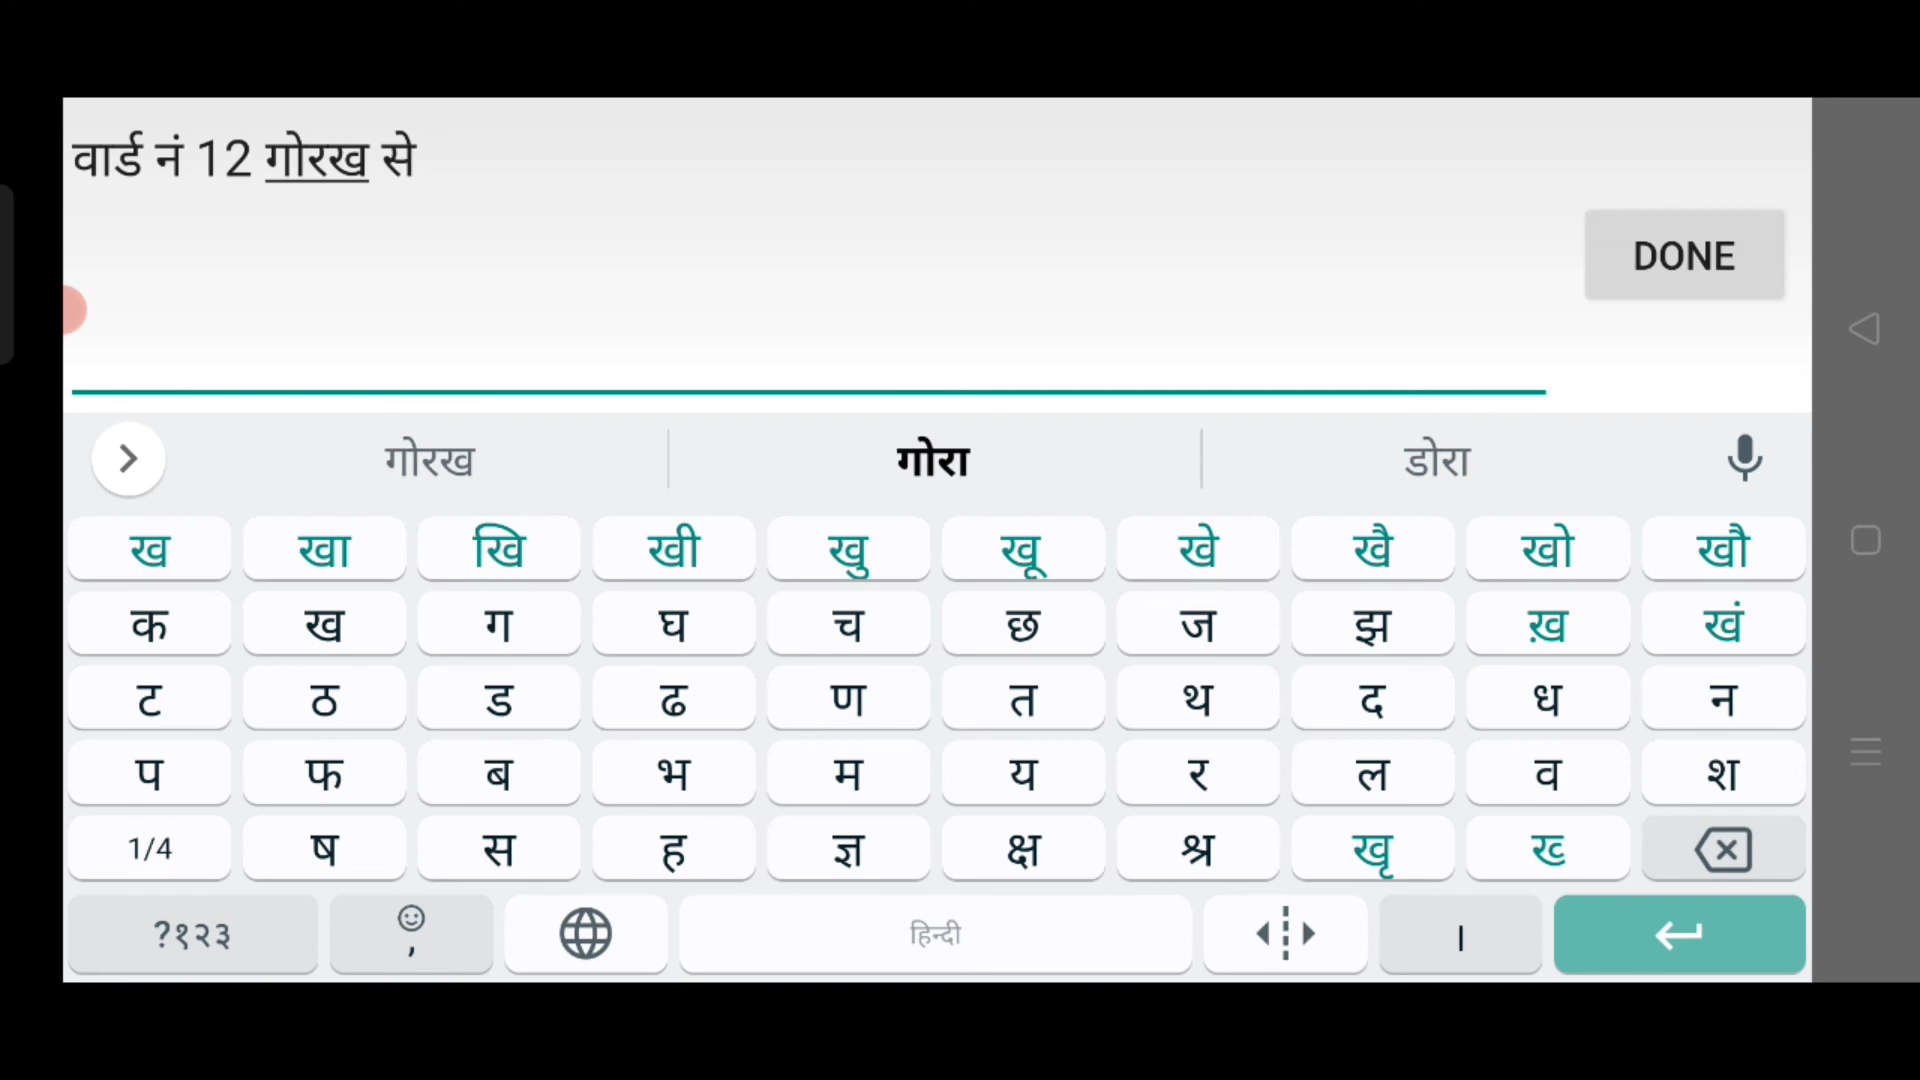 वार्ड नं 12 गोरख से
DONE
गोरख गोरा डोरा
ख खा खि खी खु खू खे खै खो खौ
क ख ग घ च छ ज झ ख़ खं
ट ठ ड ढ ण त थ द ध न
प फ ब भ म य र ल व श
1/4 ष स ह ज्ञ क्ष श्र खृ ख्
?१२३ , हिन्दी ।